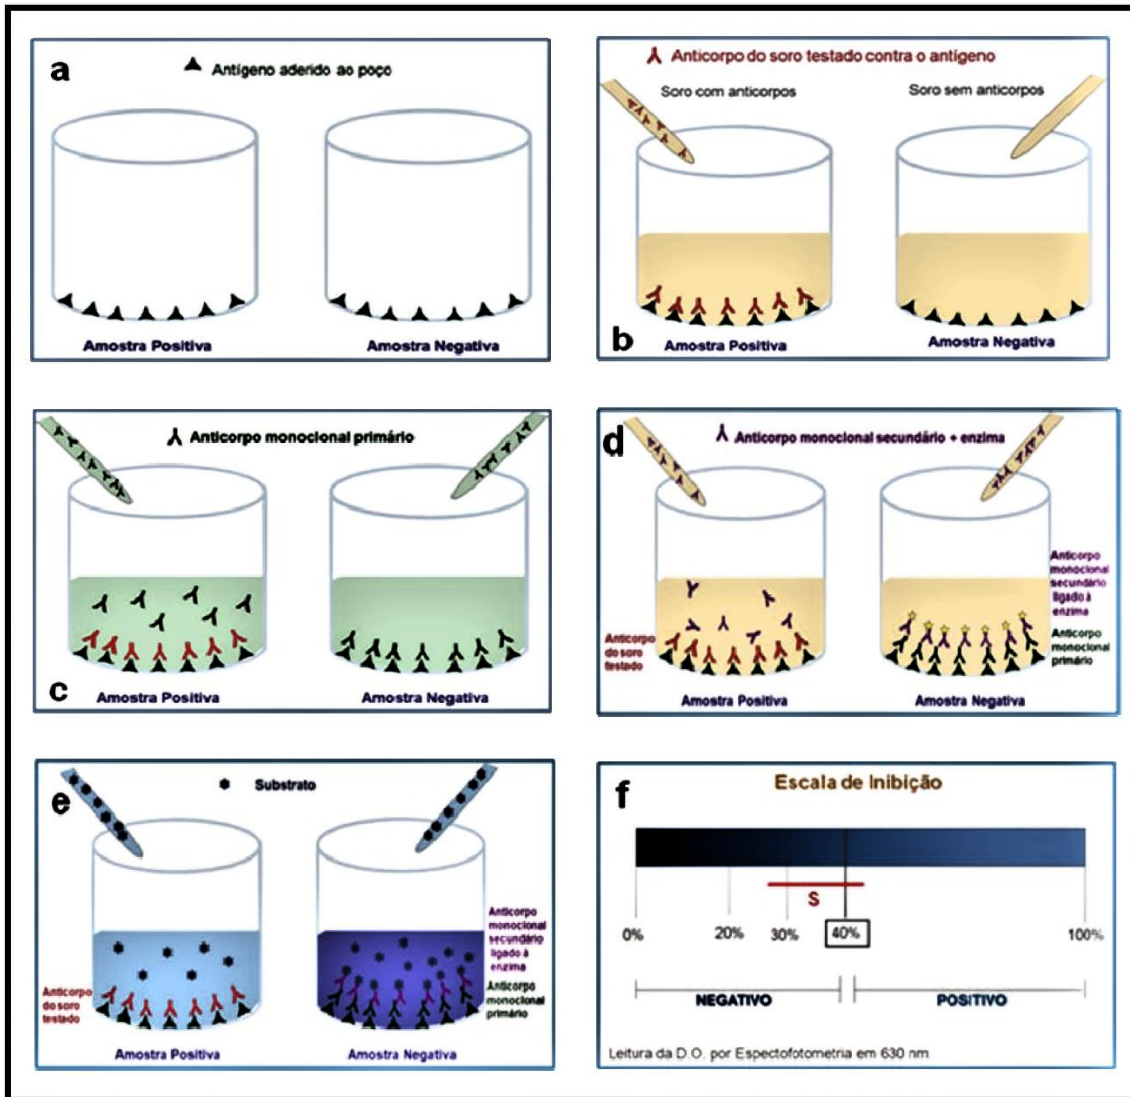 a
Antígeno aderido ao poço
Amostra Positiva
Amostra Negativa
Anticorpo do soro testado contra o antígeno
Soro com anticorpos
Soro sem anticorpos
b
Amostra Positiva
Amostra Negativa
Anticorpo monoclonal primário
c
Amostra Positiva
Amostra Negativa
d
Anticorpo monoclonal secundário + enzima
Anticorpo
monoclonal
secundário
ligado à
enzima
Anticorpo
do soro
testado
Anticorpo
monoclonal
primário
Amostra Positiva
Amostra Negativa
e
Substrato
Anticorpo
monoclonal
secundário
ligado à
enzima
Anticorpo
do soro
testado
Anticorpo
monoclonal
primário
Amostra Positiva
Amostra Negativa
f
Escala de Inibição
S
0%
20%
30%
40%
100%
NEGATIVO
POSITIVO
Leitura da D.O. por Espectofotometria em 630 nm